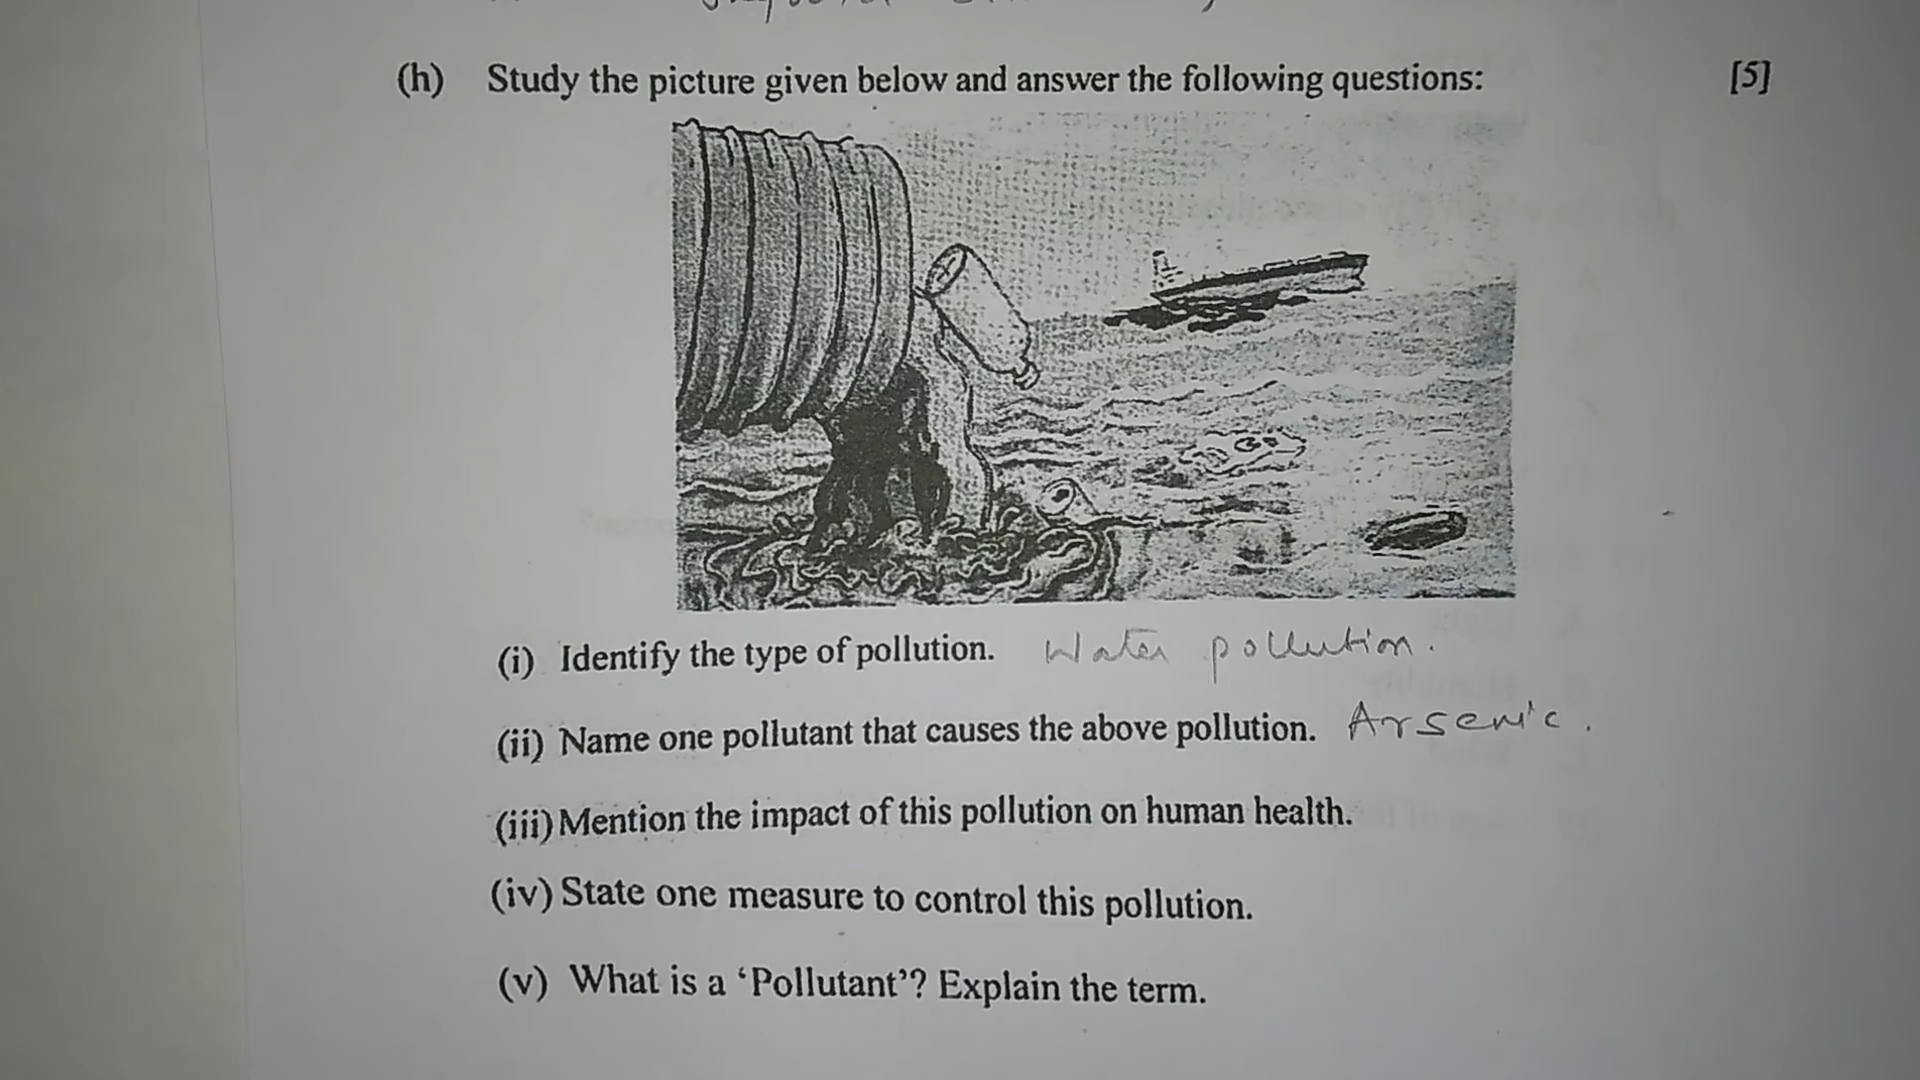 (h) Study the picture given below and answer the following questions: [5]
(i) Identify the type of pollution. Water pollution.
(ii) Name one pollutant that causes the above pollution. Arsenic.
(iii) Mention the impact of this pollution on human health.
(iv) State one measure to control this pollution.
(v) What is a ‘Pollutant’? Explain the term.